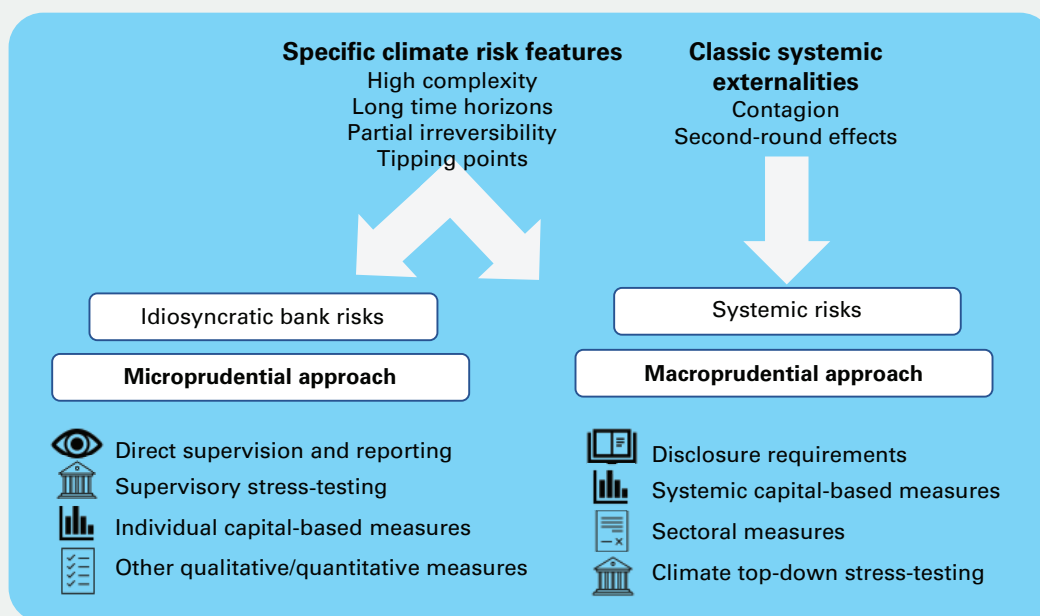 Specific climate risk features
High complexity
Long time horizons
Partial irreversibility
Tipping points
Classic systemic
externalities
Contagion
Second-round effects
Idiosyncratic bank risks
Microprudential approach
Direct supervision and reporting
Supervisory stress-testing
Individual capital-based measures
Other qualitative/quantitative measures
Systemic risks
Macroprudential approach
Disclosure requirements
Systemic capital-based measures
Sectoral measures
Climate top-down stress-testing